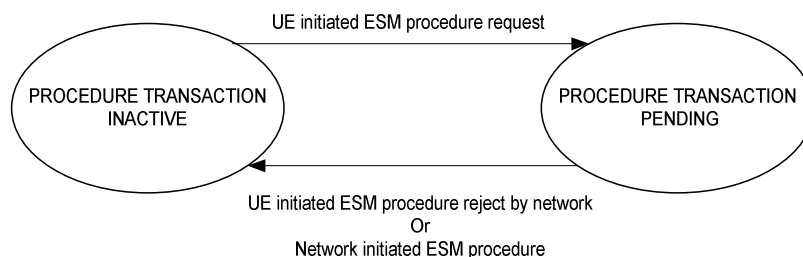 UE initiated ESM procedure request
PROCEDURE TRANSACTION
INACTIVE
PROCEDURE TRANSACTION
PENDING
UE initiated ESM procedure reject by network
Or
Network initiated ESM procedure